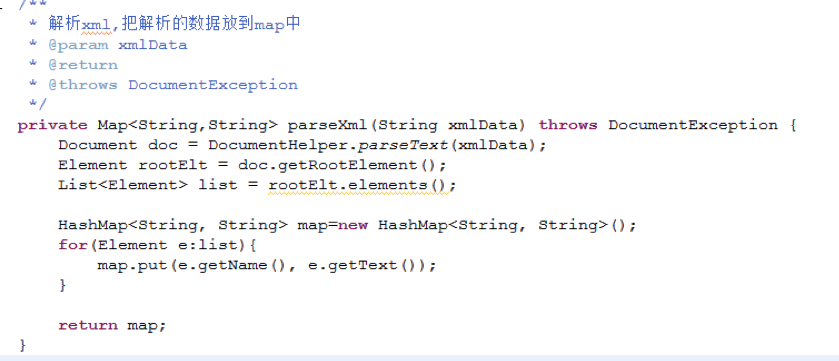 /**
 * 解析xml,把解析的数据放到map中
 * @param xmlData
 * @return
 * @throws DocumentException
 */
private Map<String,String> parseXml(String xmlData) throws DocumentException {
    Document doc = DocumentHelper.parseText(xmlData);
    Element rootElt = doc.getRootElement();
    List<Element> list = rootElt.elements();

    HashMap<String, String> map=new HashMap<String, String>();
    for(Element e:list){
        map.put(e.getName(), e.getText());
    }

    return map;
}